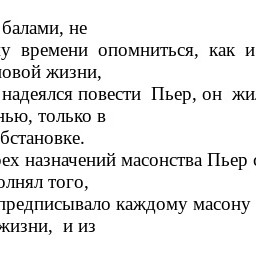 балами, не
у времени опомниться, как и
ловой жизни,
надеялся повести Пьер, он жи
нью, только в
бстановке.
рех назначений масонства Пьер с
олнял того,
предписывало каждому масону
жизни, и из